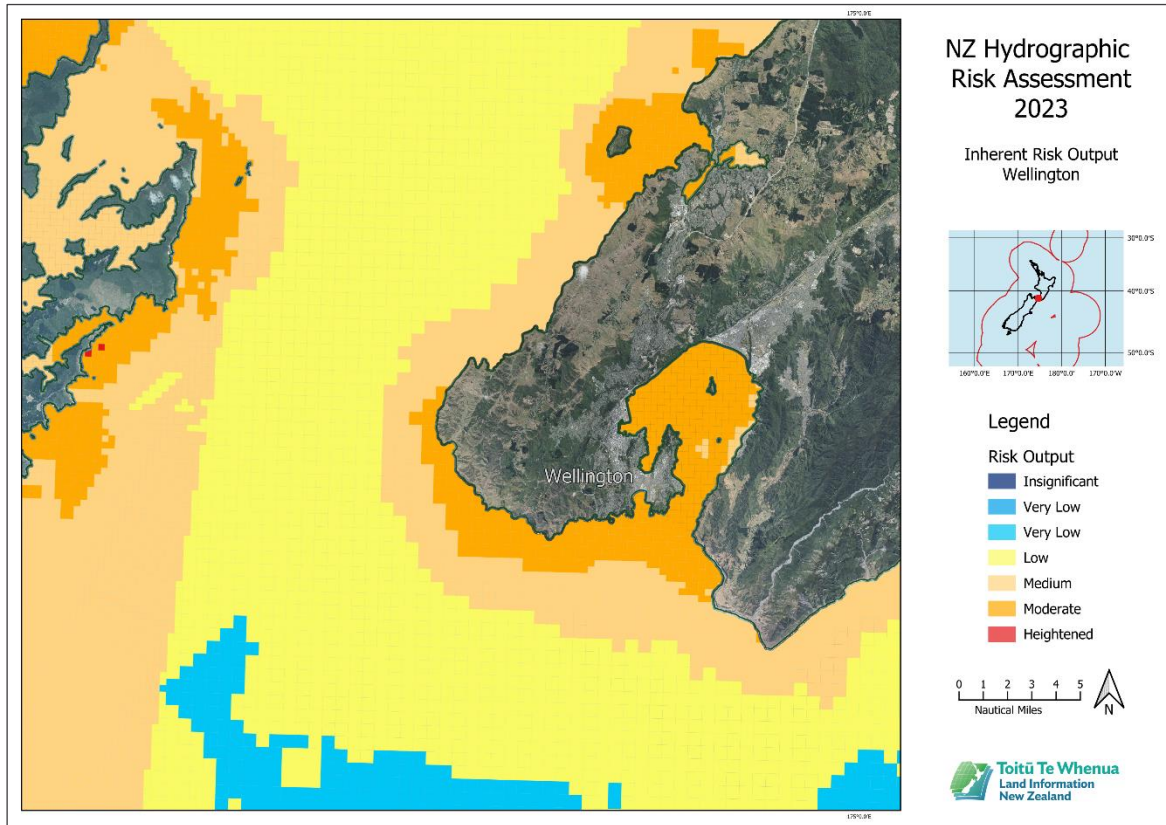 175°0.0'E
NZ Hydrographic
Risk Assessment
2023
Inherent Risk Output
Wellington
30°0.0'S
40°0.0'S
50°0.0'S
160°0.0'E
170°0.0'E
180°0.0'E
170°0.0'W
Wellington
Legend
Risk Output
Insignificant
Very Low
Very Low
Low
Medium
Moderate
Heightened
0 1 2 3 4 5
Nautical Miles
N
Toitū Te Whenua
Land Information
New Zealand
175°0.0'E